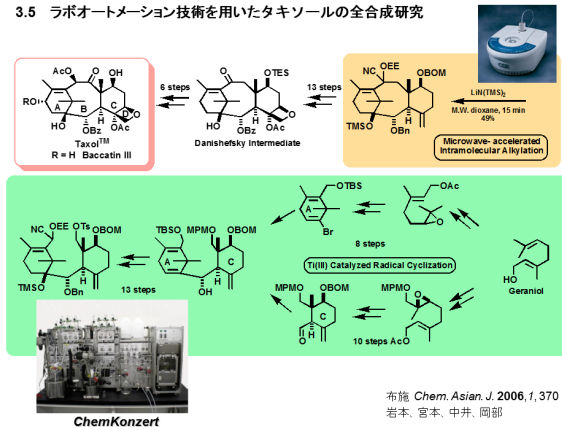 3.5 ラボオートメーション技術を用いたタキソールの全合成研究
AcO O OH
RO A B C D
HO H OBz OAc O
Taxol™
R = H Baccatin III
6 steps
O OTES
HO H OBz OAc O
Danishefsky Intermediate
13 steps
NC OEE OBOM
TMSO OBn H
LiN(TMS)₂
M.W. dioxane, 15 min
49%
Microwave- accelerated
Intramolecular Alkylation
NC OEE OTs OBOM
TMSO OBn H
13 steps
TBSO MPMO OBOM
A C
OH H
OTBS
A
Br
OAc
O
8 steps
Ti(III) Catalyzed Radical Cyclization
HO
Geraniol
MPMO OBOM
C
O H H
MPMO O
10 steps AcO
ChemKonzert
布施 Chem. Asian. J. 2006, 1, 370
岩本、宮本、中井、岡部